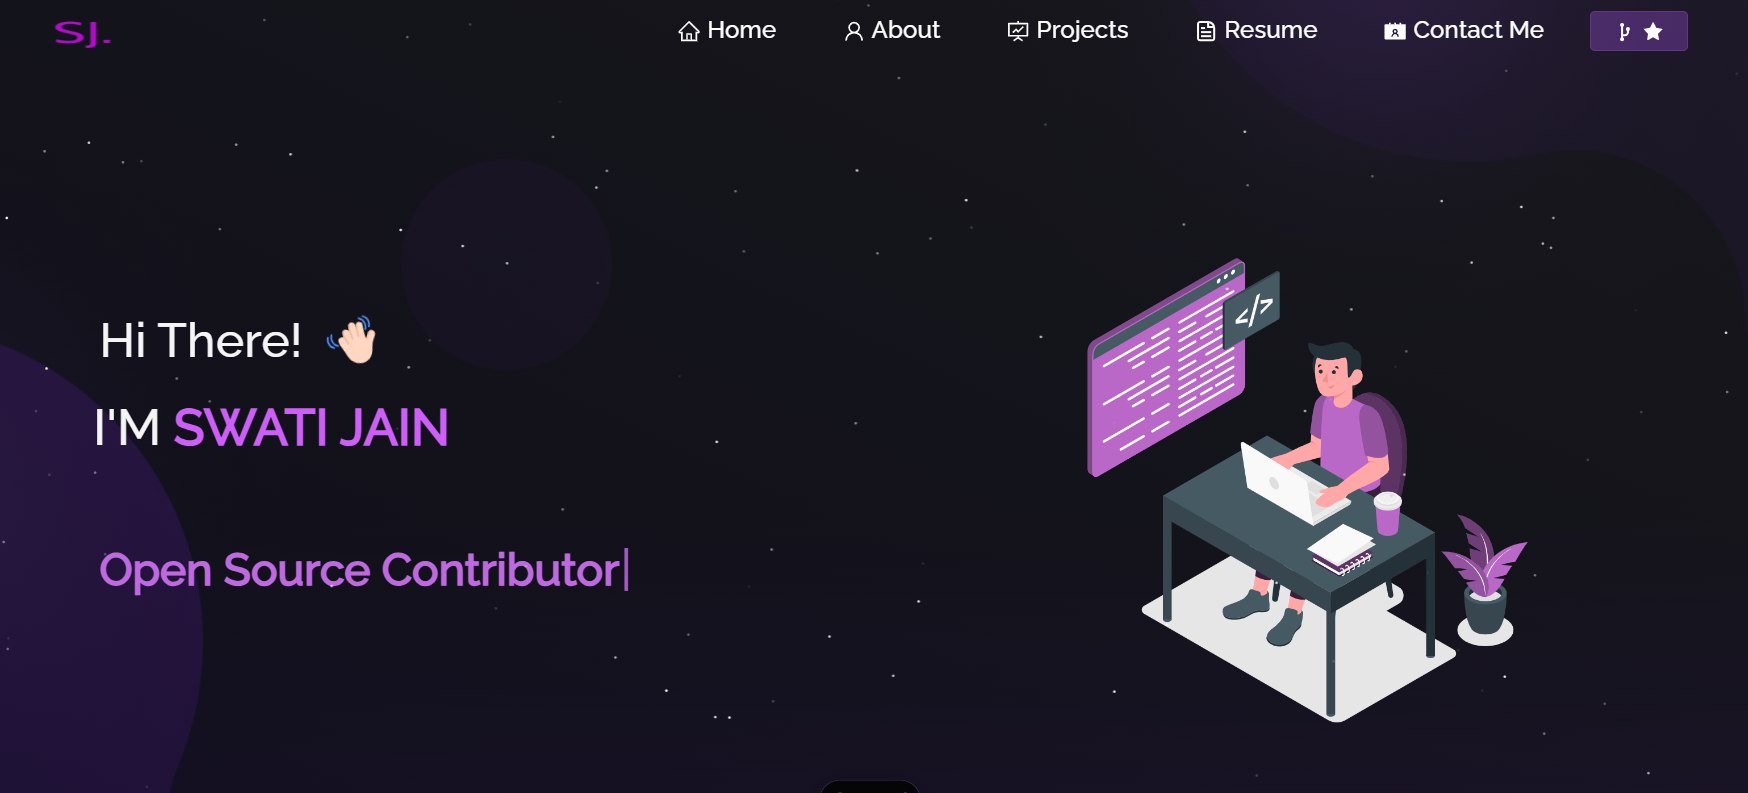 SJ.
Home
About
Projects
Resume
Contact Me
</>
Hi There! 👋🏻
I'M SWATI JAIN
Open Source Contributor|